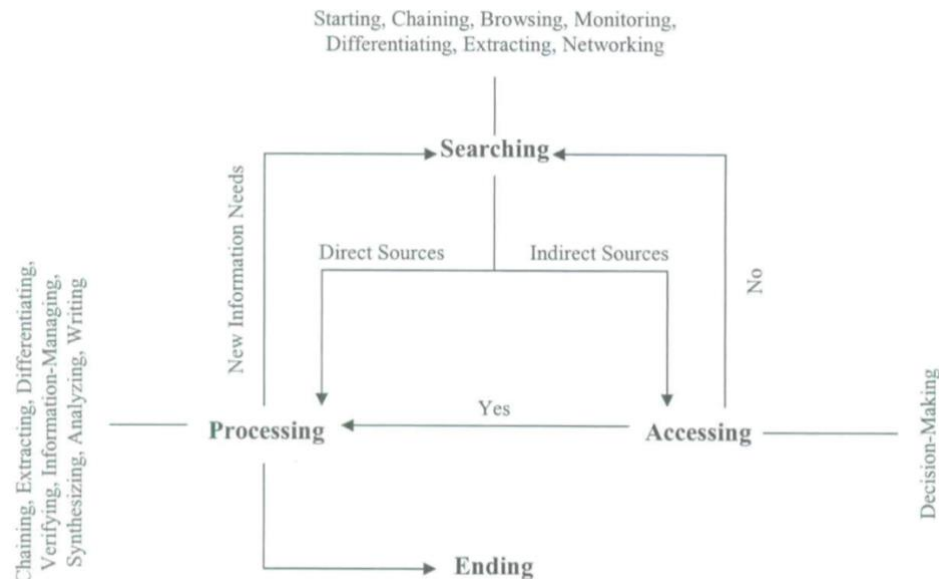 Starting, Chaining, Browsing, Monitoring,
Differentiating, Extracting, Networking
Searching
New Information Needs
Direct Sources
Indirect Sources
No
Chaining, Extracting, Differentiating,
Verifying, Information-Managing,
Synthesizing, Analyzing, Writing
Yes
Processing
Accessing
Decision-Making
Ending